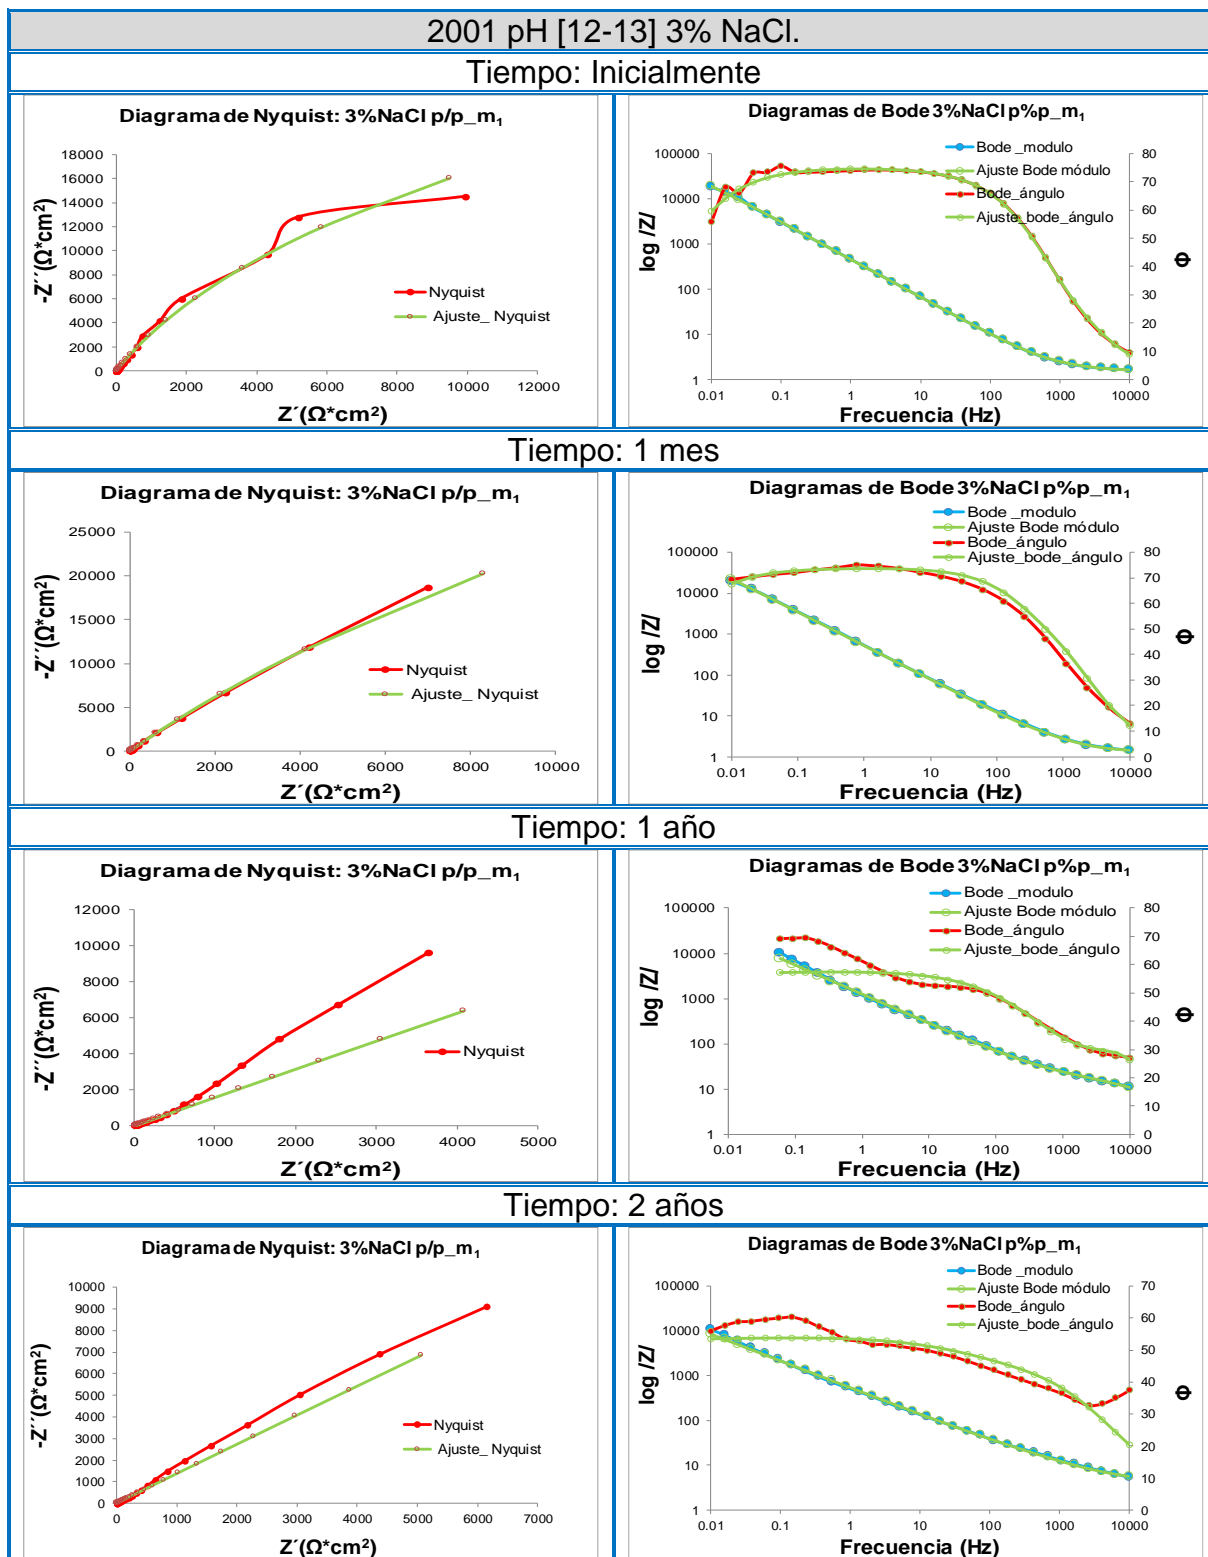 2001 pH [12-13] 3% NaCl.
Tiempo: Inicialmente
Diagrama de Nyquist: 3%NaCl p/p_m₁
-Z´´(Ω*cm²)
18000
16000
14000
12000
10000
8000
6000
4000
2000
0
Nyquist
Ajuste_ Nyquist
0 2000 4000 6000 8000 10000 12000
Z´(Ω*cm²)
Diagramas de Bode 3%NaCl p%p_m₁
Bode _modulo
Ajuste Bode módulo
Bode_ángulo
Ajuste_bode_ángulo
log /Z/
100000
10000
1000
100
10
1
80
70
60
50
40
30
20
10
0
Φ
0.01 0.1 1 10 100 1000 10000
Frecuencia (Hz)
Tiempo: 1 mes
Diagrama de Nyquist: 3%NaCl p/p_m₁
-Z´´(Ω*cm²)
25000
20000
15000
10000
5000
0
Nyquist
Ajuste_ Nyquist
0 2000 4000 6000 8000 10000
Z´(Ω*cm²)
Diagramas de Bode 3%NaCl p%p_m₁
Bode _modulo
Ajuste Bode módulo
Bode_ángulo
Ajuste_bode_ángulo
log /Z/
100000
10000
1000
100
10
1
80
70
60
50
40
30
20
10
0
Φ
0.01 0.1 1 10 100 1000 10000
Frecuencia (Hz)
Tiempo: 1 año
Diagrama de Nyquist: 3%NaCl p/p_m₁
-Z´´(Ω*cm²)
12000
10000
8000
6000
4000
2000
0
Nyquist
0 1000 2000 3000 4000 5000
Z´(Ω*cm²)
Diagramas de Bode 3%NaCl p%p_m₁
Bode _modulo
Ajuste Bode módulo
Bode_ángulo
Ajuste_bode_ángulo
log /Z/
100000
10000
1000
100
10
1
80
70
60
50
40
30
20
10
0
Φ
0.01 0.1 1 10 100 1000 10000
Frecuencia (Hz)
Tiempo: 2 años
Diagrama de Nyquist: 3%NaCl p/p_m₁
-Z´´(Ω*cm²)
10000
9000
8000
7000
6000
5000
4000
3000
2000
1000
0
Nyquist
Ajuste_ Nyquist
0 1000 2000 3000 4000 5000 6000 7000
Z´(Ω*cm²)
Diagramas de Bode 3%NaCl p%p_m₁
Bode _modulo
Ajuste Bode módulo
Bode_ángulo
Ajuste_bode_ángulo
log /Z/
100000
10000
1000
100
10
1
70
60
50
40
30
20
10
0
Φ
0.01 0.1 1 10 100 1000 10000
Frecuencia (Hz)